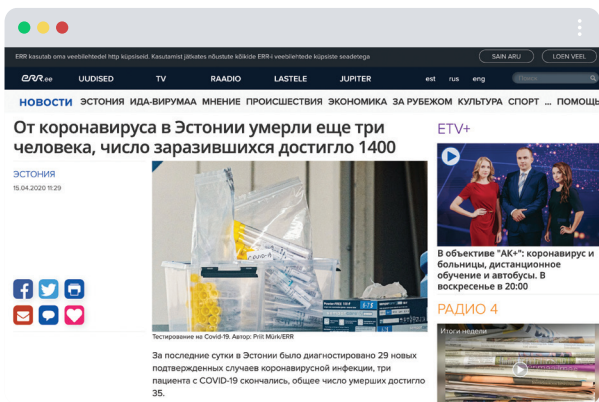 ERR kasutab oma veebilehtedel http küpsiseid. Kasutamist jätkates nõustute kõikide ERR-i veebilehtede küpsiste seadetega
SAIN ARU
LOEN VEEL
err.ee UUDISED TV RAADIO LASTELE JUPITER est rus eng Поиск
НОВОСТИ ЭСТОНИЯ ИДА-ВИРУМАА МНЕНИЕ ПРОИСШЕСТВИЯ ЭКОНОМИКА ЗА РУБЕЖОМ КУЛЬТУРА СПОРТ ... ПОМОЩЬ
От коронавируса в Эстонии умерли еще три
человека, число заразившихся достигло 1400
ЭСТОНИЯ
15.04.2020 11:29
COVID-19
Тестирование на Covid-19. Автор: Priit Mürk/ERR
За последние сутки в Эстонии было диагностировано 29 новых
подтвержденных случаев коронавирусной инфекции, три
пациента с COVID-19 скончались, общее число умерших достигло
35.
ETV+
В объективе "АК+": коронавирус и
больницы, дистанционное
обучение и автобусы. В
воскресенье в 20:00
РАДИО 4
Итоги недели